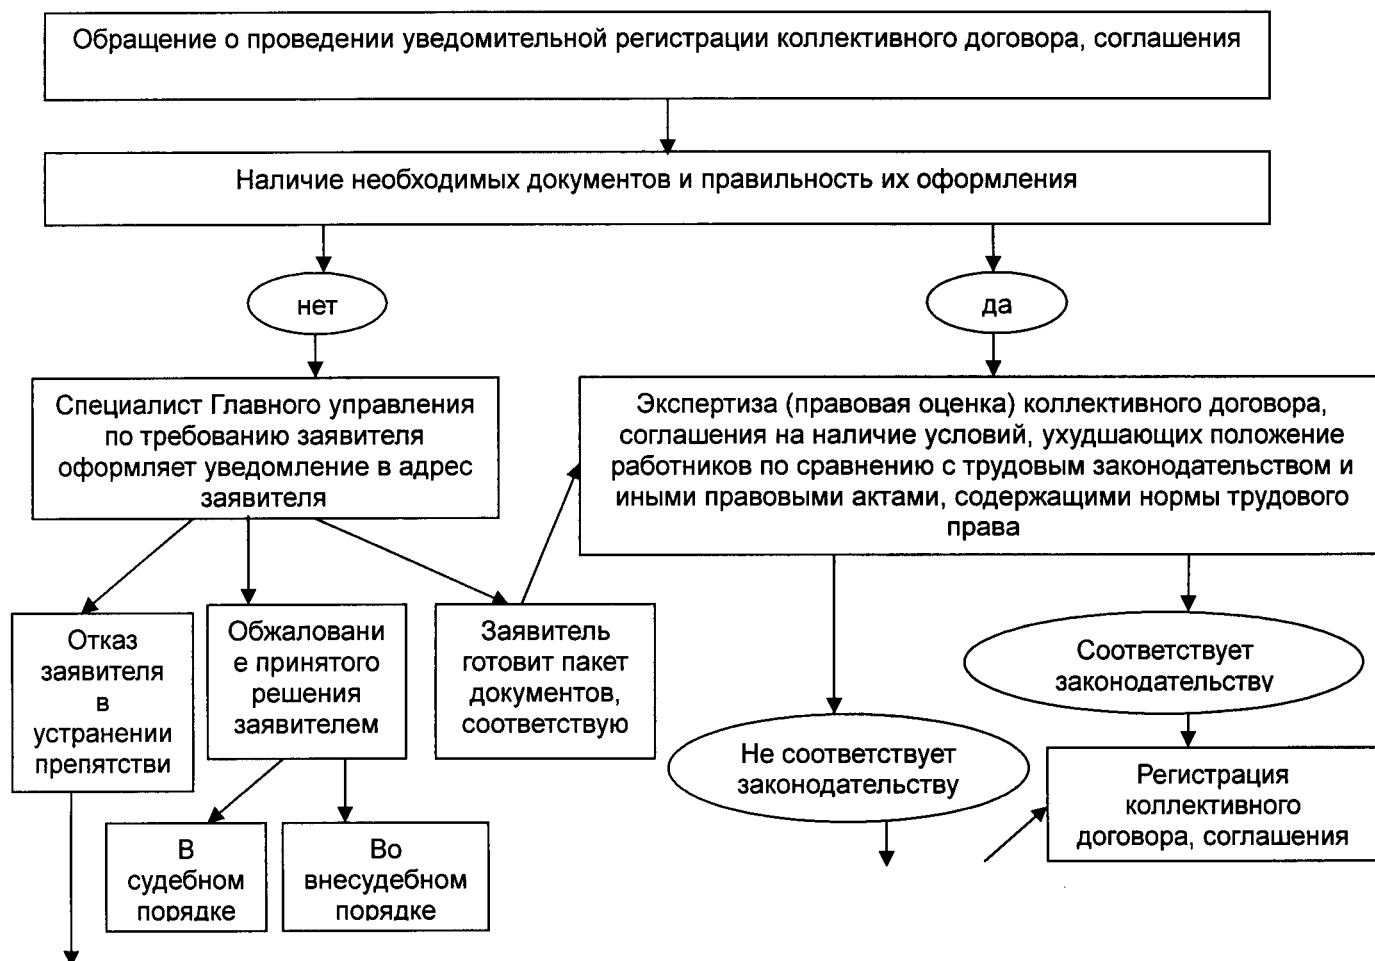 Обращение о проведении уведомительной регистрации коллективного договора, соглашения
Наличие необходимых документов и правильность их оформления
нет
да
Специалист Главного управления
по требованию заявителя
оформляет уведомление в адрес
заявителя
Экспертиза (правовая оценка) коллективного договора,
соглашения на наличие условий, ухудшающих положение
работников по сравнению с трудовым законодательством и
иными правовыми актами, содержащими нормы трудового
права
Отказ
заявителя
в
устранении
препятстви
Обжаловани
е принятого
решения
заявителем
Заявитель
готовит пакет
документов,
соответствую
Соответствует
законодательству
Не соответствует
законодательству
Регистрация
коллективного
договора, соглашения
В
судебном
порядке
Во
внесудебном
порядке